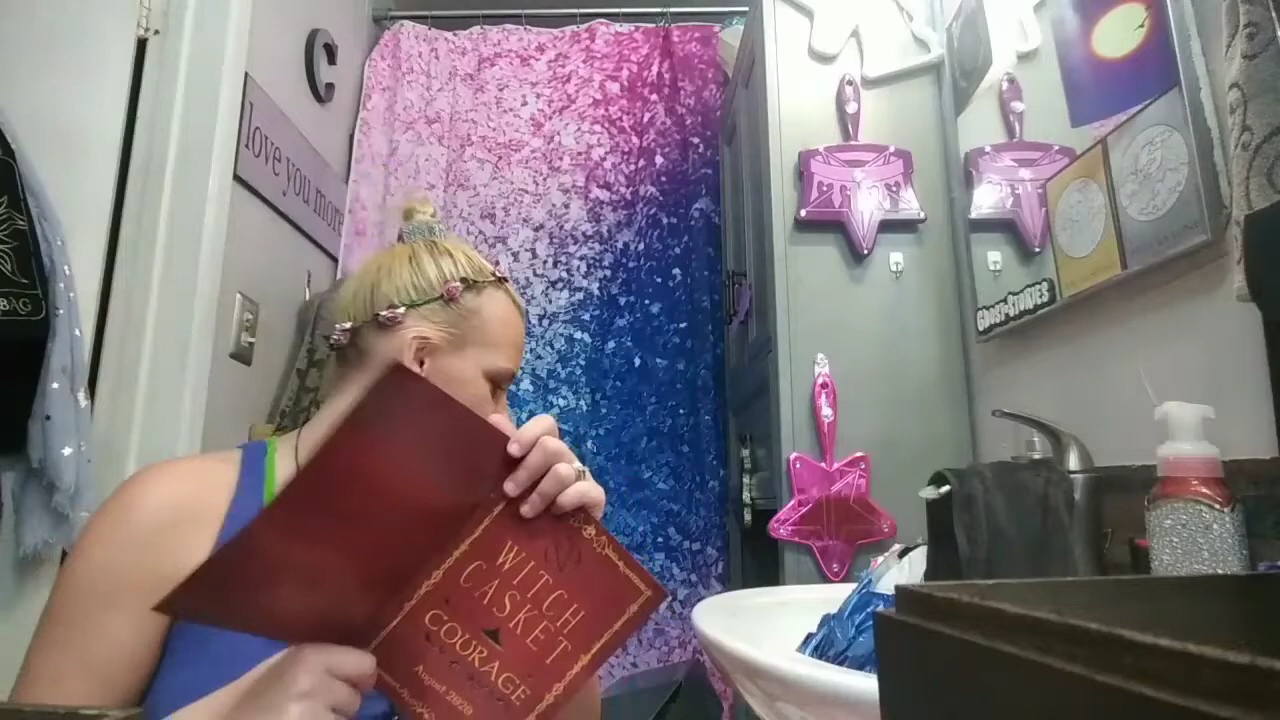 C
love you more
BAG
GHOST STORIES
WITCH
CASKET
COURAGE
August 2020